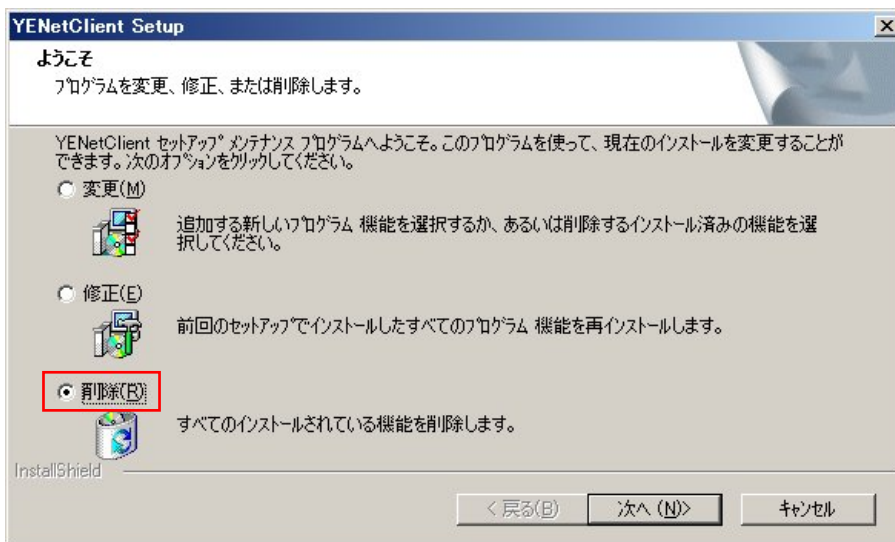 YENetClient Setup
ようこそ
プログラムを変更、修正、または削除します。
YENetClient セットアップ メンテナンス プログラムへようこそ。このプログラムを使って、現在のインストールを変更することが
できます。次のオプションをクリックしてください。
変更(M)
追加する新しいプログラム 機能を選択するか、あるいは削除するインストール済みの機能を選
択してください。
修正(E)
前回のセットアップでインストールしたすべてのプログラム 機能を再インストールします。
削除(R)
すべてのインストールされている機能を削除します。
InstallShield
< 戻る(B)
次へ (N)>
キャンセル